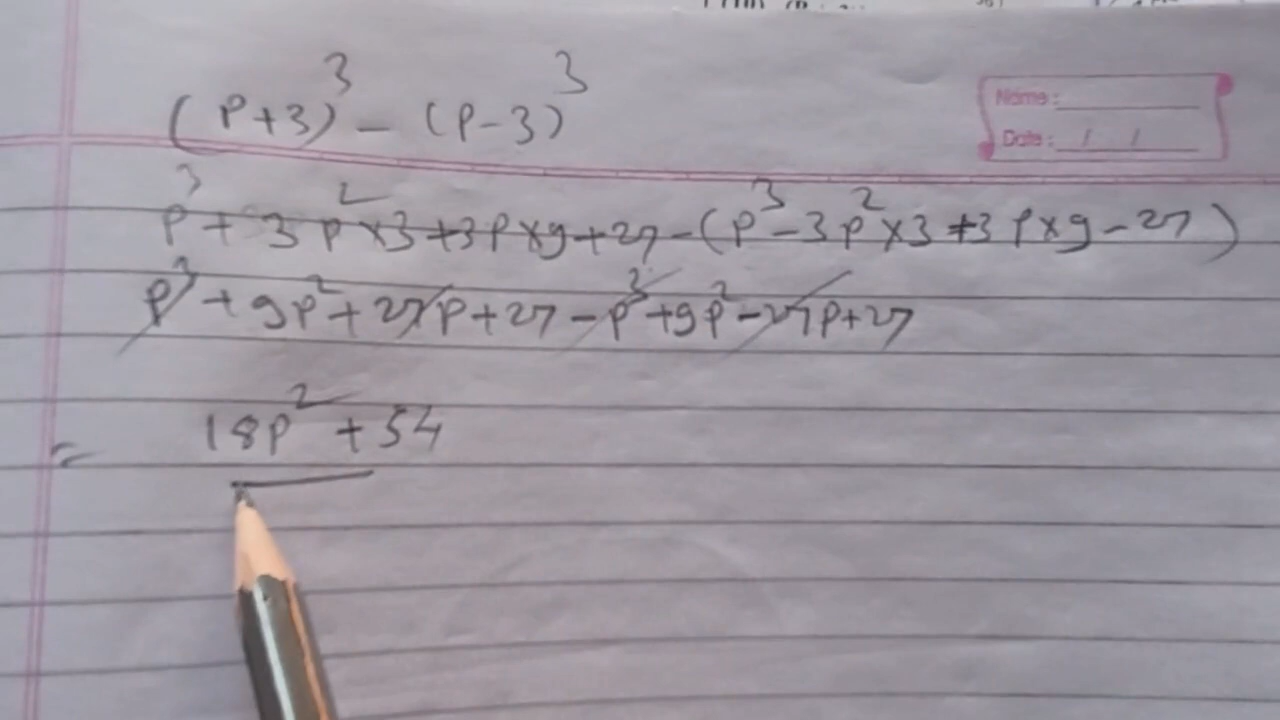 (P+3)³ - (P-3)³
Name :
Date : / /
P³ + 3P²×3+3P×9+27-(P³-3P²×3+3P×9-27)
P³+9P²+27P+27-P³+9P²-27P+27
= 18P²+54